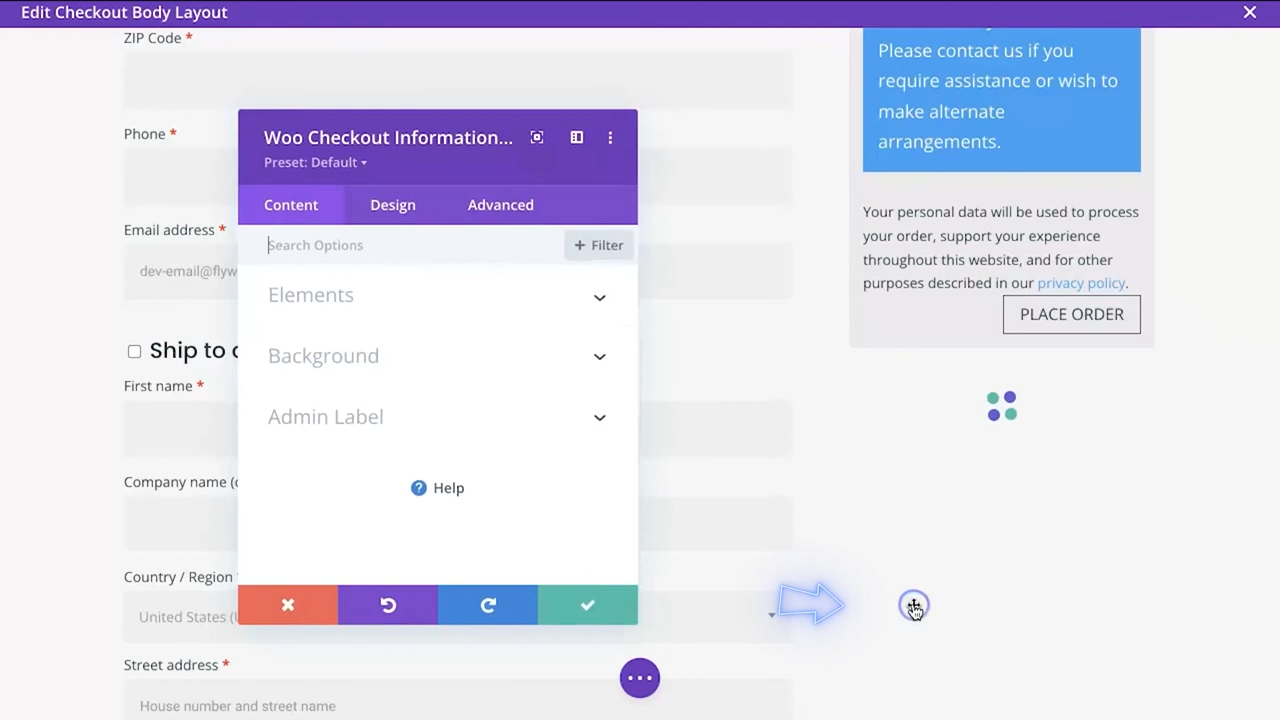 Edit Checkout Body Layout
ZIP Code *
Phone *
Email address *
dev-email@flyw
Ship to
First name *
Company name (
Country / Region
United States (
Street address *
House number and street name
Woo Checkout Information...
Preset: Default
Content Design Advanced
Search Options
+ Filter
Elements
Background
Admin Label
? Help
Please contact us if you
require assistance or wish to
make alternate
arrangements.
Your personal data will be used to process
your order, support your experience
throughout this website, and for other
purposes described in our privacy policy.
PLACE ORDER